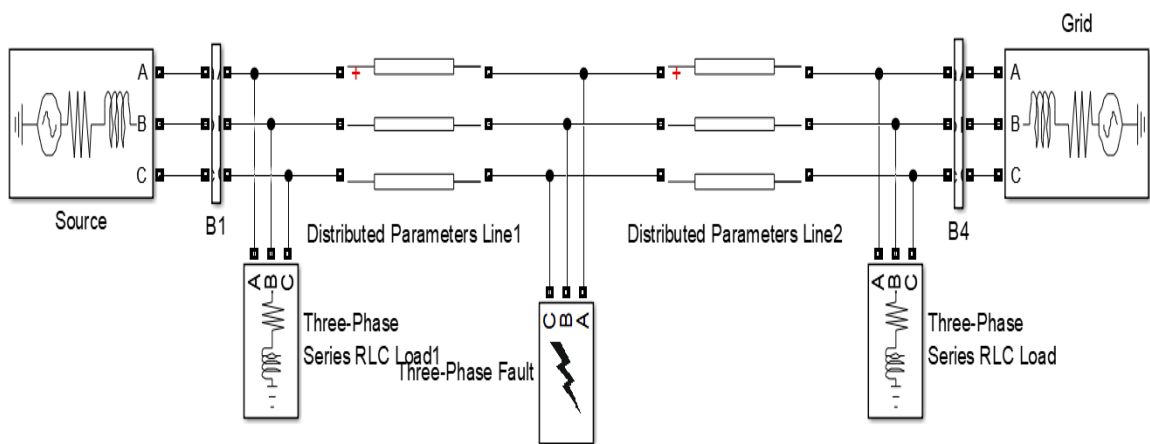 Grid
A
B
C
Source
B1
A
B
C
B4
Distributed Parameters Line1
Distributed Parameters Line2
A B C
Three-Phase
Series RLC Load1
C B A
Three-Phase Fault
A B C
Three-Phase
Series RLC Load